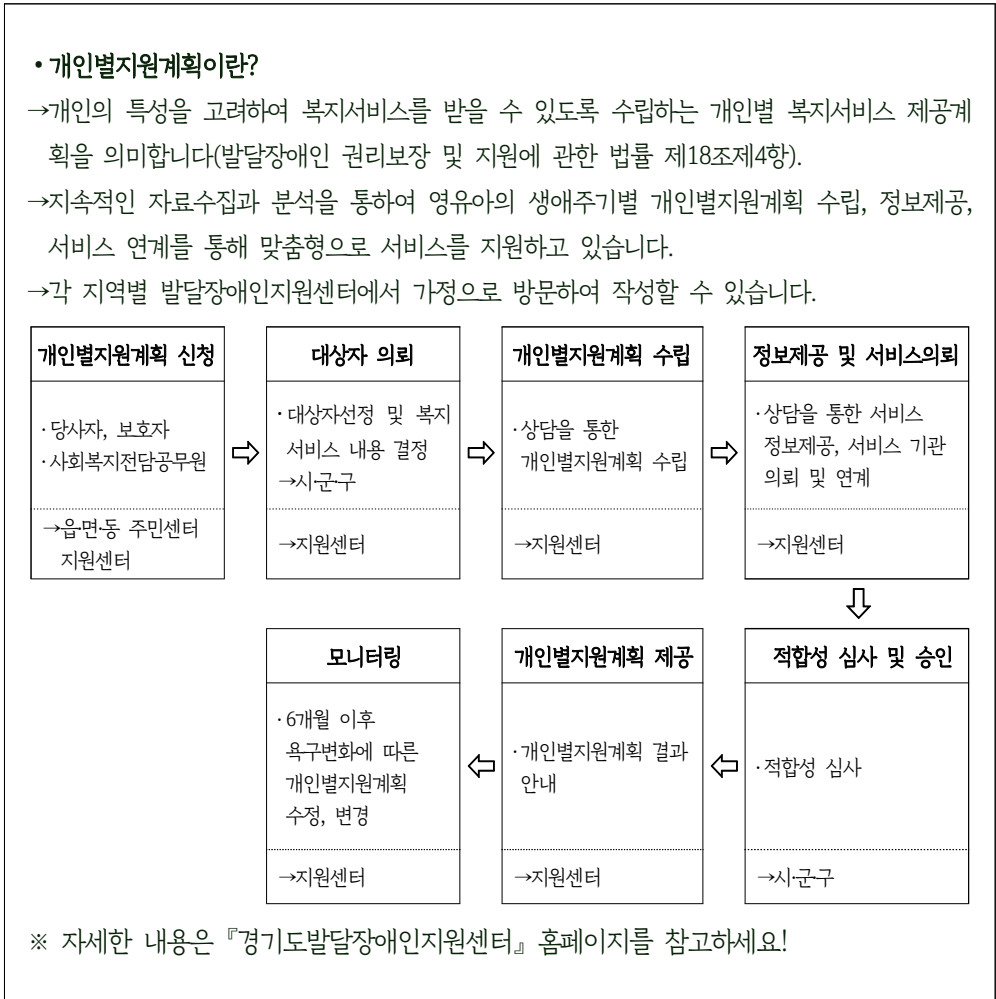 • 개인별지원계획이란?
→개인의 특성을 고려하여 복지서비스를 받을 수 있도록 수립하는 개인별 복지서비스 제공계
획을 의미합니다(발달장애인 권리보장 및 지원에 관한 법률 제18조제4항).
→지속적인 자료수집과 분석을 통하여 영유아의 생애주기별 개인별지원계획 수립, 정보제공,
서비스 연계를 통해 맞춤형으로 서비스를 지원하고 있습니다.
→각 지역별 발달장애인지원센터에서 가정으로 방문하여 작성할 수 있습니다.
개인별지원계획 신청
·당사자, 보호자
·사회복지전담공무원
→읍·면·동 주민센터
지원센터
대상자 의뢰
·대상자선정 및 복지
서비스 내용 결정
→시·군·구
→지원센터
개인별지원계획 수립
·상담을 통한
개인별지원계획 수립
→지원센터
정보제공 및 서비스의뢰
·상담을 통한 서비스
정보제공, 서비스 기관
의뢰 및 연계
→지원센터
적합성 심사 및 승인
·적합성 심사
→시·군·구
개인별지원계획 제공
·개인별지원계획 결과
안내
→지원센터
모니터링
·6개월 이후
욕구변화에 따른
개인별지원계획
수정, 변경
→지원센터
※ 자세한 내용은『경기도발달장애인지원센터』홈페이지를 참고하세요!